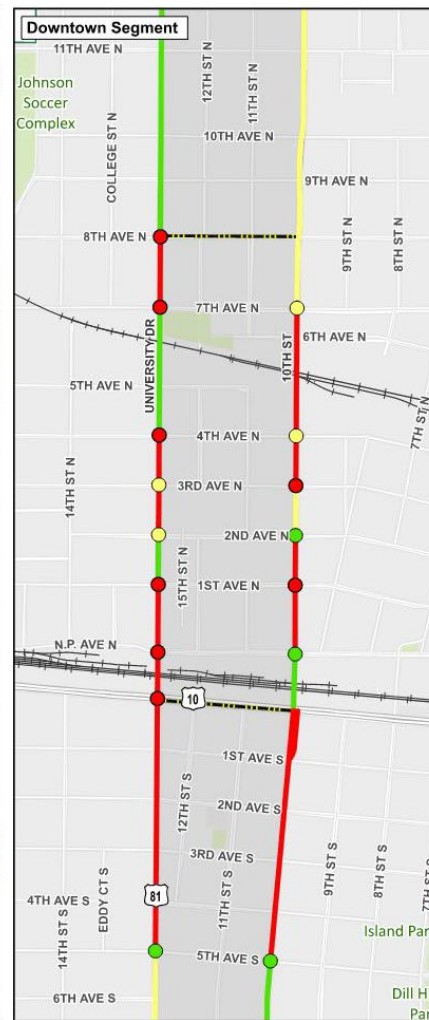 Downtown Segment
11TH AVE N
12TH ST N
11TH ST N
Johnson
Soccer
Complex
COLLEGE ST N
10TH AVE N
9TH AVE N
8TH AVE N
9TH ST N
8TH ST N
7TH AVE N
UNIVERSITY DR
10TH ST
6TH AVE N
5TH AVE N
7TH ST N
4TH AVE N
14TH ST N
3RD AVE N
2ND AVE N
15TH ST N
1ST AVE N
N.P. AVE N
10
1ST AVE S
12TH ST S
2ND AVE S
3RD AVE S
9TH ST S
8TH ST S
7TH ST S
81
4TH AVE S
EDDY CT S
14TH ST S
11TH ST S
Island Par
5TH AVE S
6TH AVE S
Dill H
Par